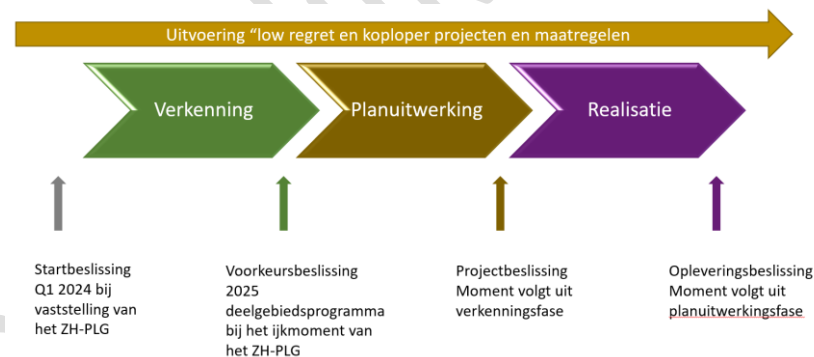 Uitvoering “low regret en koploper projecten en maatregelen
Verkenning
Planuitwerking
Realisatie
Startbeslissing
Q1 2024 bij
vaststelling van
het ZH-PLG
Voorkeursbeslissing
2025
deelgebiedsprogramma
bij het ijkmoment van
het ZH-PLG
Projectbeslissing
Moment volgt uit
verkenningsfase
Opleveringsbeslissing
Moment volgt uit
planuitwerkingsfase